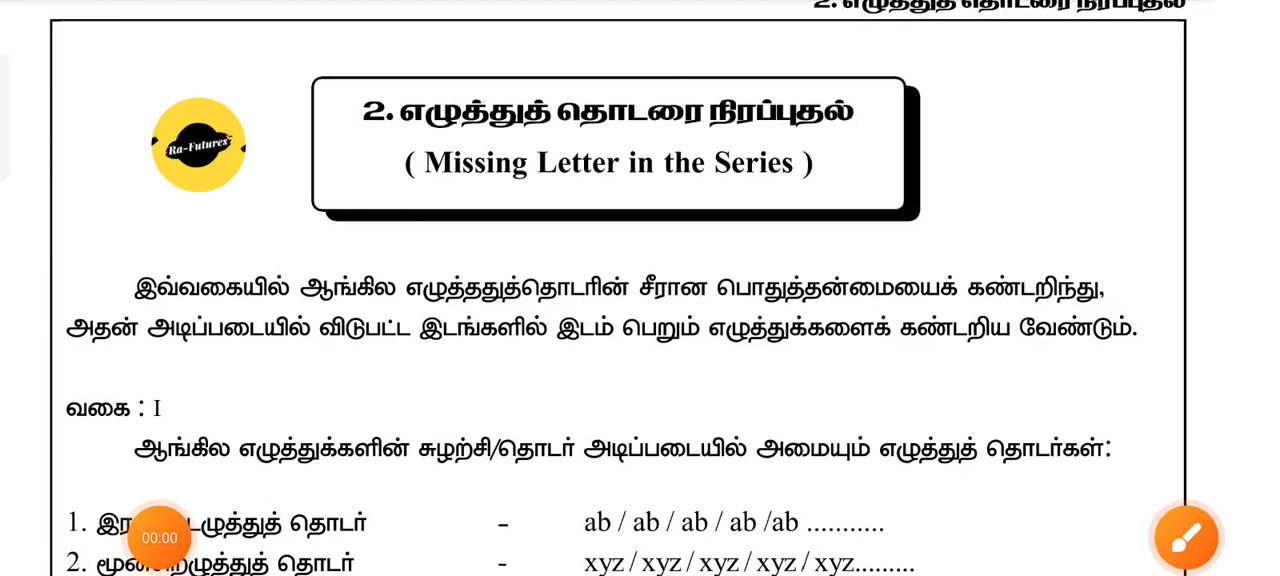 2. எழுத்துத் தொடரை நிரப்புதல்
2. எழுத்துத் தொடரை நிரப்புதல்
( Missing Letter in the Series )
Ra-Futures
இவ்வகையில் ஆங்கில எழுத்ததுத்தொடரின் சீரான பொதுத்தன்மையைக் கண்டறிந்து,
அதன் அடிப்படையில் விடுபட்ட இடங்களில் இடம் பெறும் எழுத்துக்களைக் கண்டறிய வேண்டும்.
வகை : I
ஆங்கில எழுத்துக்களின் சுழற்சி/தொடர் அடிப்படையில் அமையும் எழுத்துத் தொடர்கள்:
1. தொடர் - ab / ab / ab / ab /ab ...........
00:00
2. தொடர் - xyz / xyz / xyz / xyz / xyz.........